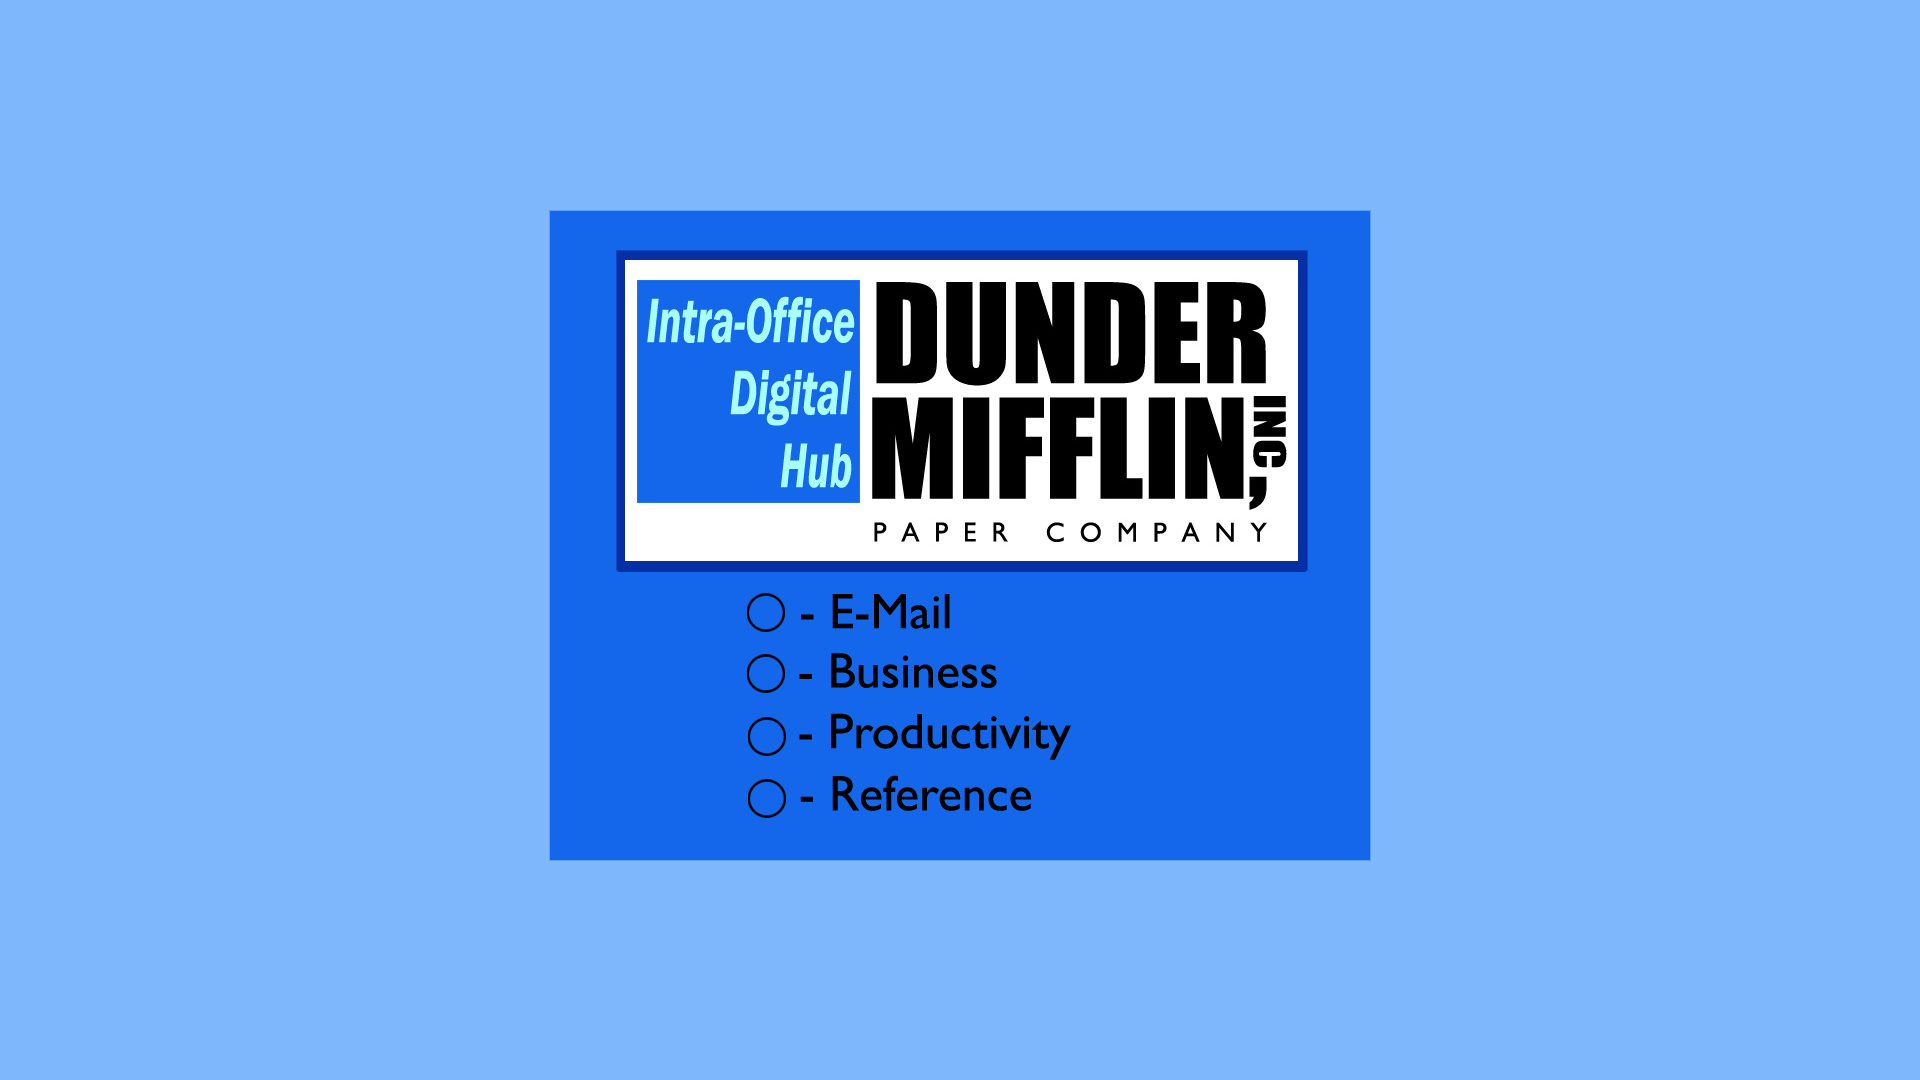 Intra-Office
Digital
Hub
DUNDER
MIFFLIN, INC
PAPER COMPANY
- E-Mail
- Business
- Productivity
- Reference